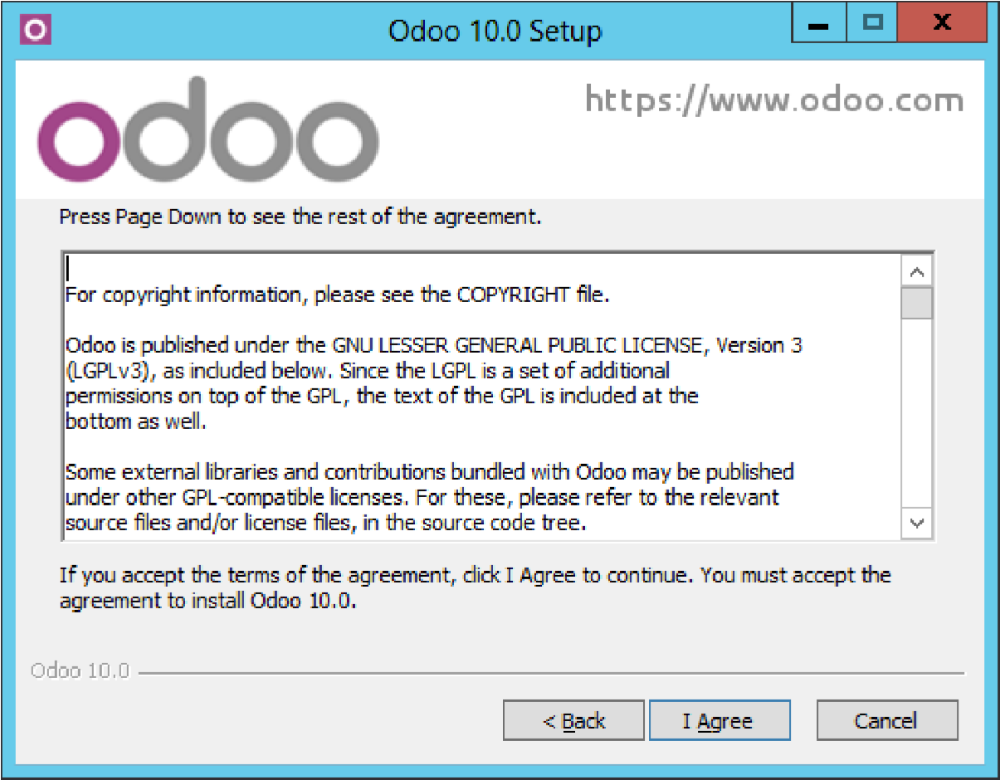 Odoo 10.0 Setup
odoo
https://www.odoo.com
Press Page Down to see the rest of the agreement.
For copyright information, please see the COPYRIGHT file.
Odoo is published under the GNU LESSER GENERAL PUBLIC LICENSE, Version 3
(LGPLv3), as included below. Since the LGPL is a set of additional
permissions on top of the GPL, the text of the GPL is included at the
bottom as well.
Some external libraries and contributions bundled with Odoo may be published
under other GPL-compatible licenses. For these, please refer to the relevant
source files and/or license files, in the source code tree.
If you accept the terms of the agreement, click I Agree to continue. You must accept the
agreement to install Odoo 10.0.
Odoo 10.0
< Back
I Agree
Cancel